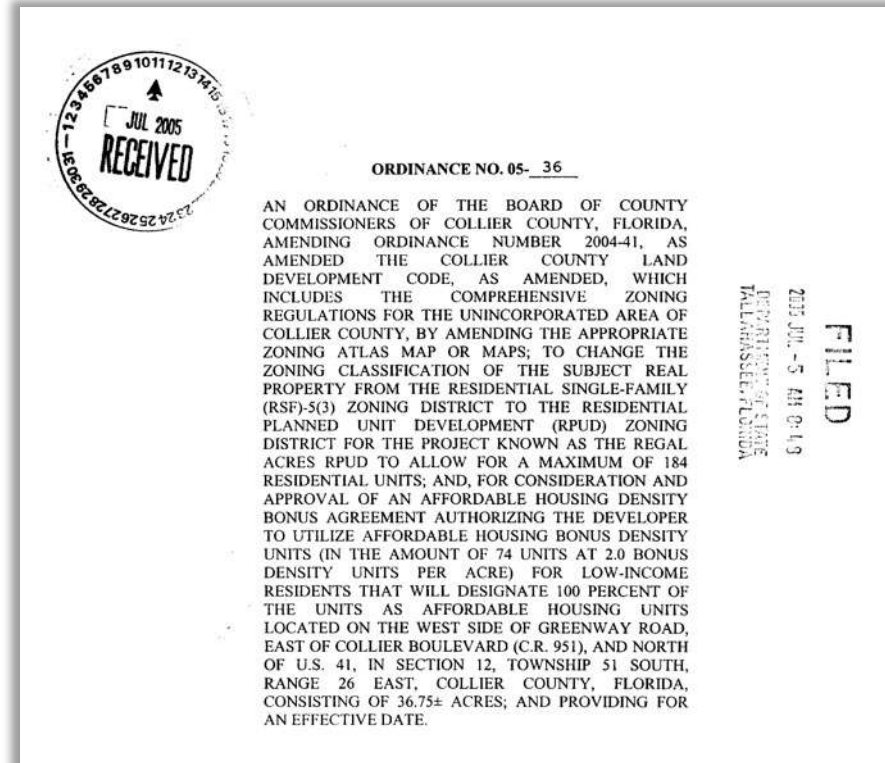 JUL 2005
RECEIVED
ORDINANCE NO. 05- 36
AN ORDINANCE OF THE BOARD OF COUNTY
COMMISSIONERS OF COLLIER COUNTY, FLORIDA,
AMENDING ORDINANCE NUMBER 2004-41, AS
AMENDED THE COLLIER COUNTY LAND
DEVELOPMENT CODE, AS AMENDED, WHICH
INCLUDES THE COMPREHENSIVE ZONING
REGULATIONS FOR THE UNINCORPORATED AREA OF
COLLIER COUNTY, BY AMENDING THE APPROPRIATE
ZONING ATLAS MAP OR MAPS; TO CHANGE THE
ZONING CLASSIFICATION OF THE SUBJECT REAL
PROPERTY FROM THE RESIDENTIAL SINGLE-FAMILY
(RSF)-5(3) ZONING DISTRICT TO THE RESIDENTIAL
PLANNED UNIT DEVELOPMENT (RPUD) ZONING
DISTRICT FOR THE PROJECT KNOWN AS THE REGAL
ACRES RPUD TO ALLOW FOR A MAXIMUM OF 184
RESIDENTIAL UNITS; AND, FOR CONSIDERATION AND
APPROVAL OF AN AFFORDABLE HOUSING DENSITY
BONUS AGREEMENT AUTHORIZING THE DEVELOPER
TO UTILIZE AFFORDABLE HOUSING BONUS DENSITY
UNITS (IN THE AMOUNT OF 74 UNITS AT 2.0 BONUS
DENSITY UNITS PER ACRE) FOR LOW-INCOME
RESIDENTS THAT WILL DESIGNATE 100 PERCENT OF
THE UNITS AS AFFORDABLE HOUSING UNITS
LOCATED ON THE WEST SIDE OF GREENWAY ROAD,
EAST OF COLLIER BOULEVARD (C.R. 951), AND NORTH
OF U.S. 41, IN SECTION 12, TOWNSHIP 51 SOUTH,
RANGE 26 EAST, COLLIER COUNTY, FLORIDA,
CONSISTING OF 36.75± ACRES; AND PROVIDING FOR
AN EFFECTIVE DATE.
FILED
2005 JUL -5 AM 8:49
DEPARTMENT OF STATE
TALLAHASSEE, FLORIDA